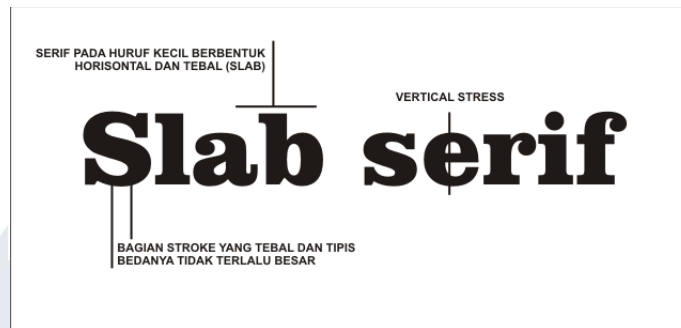 SERIF PADA HURUF KECIL BERBENTUK
HORISONTAL DAN TEBAL (SLAB)
VERTICAL STRESS
Slab serif
BAGIAN STROKE YANG TEBAL DAN TIPIS
BEDANYA TIDAK TERLALU BESAR